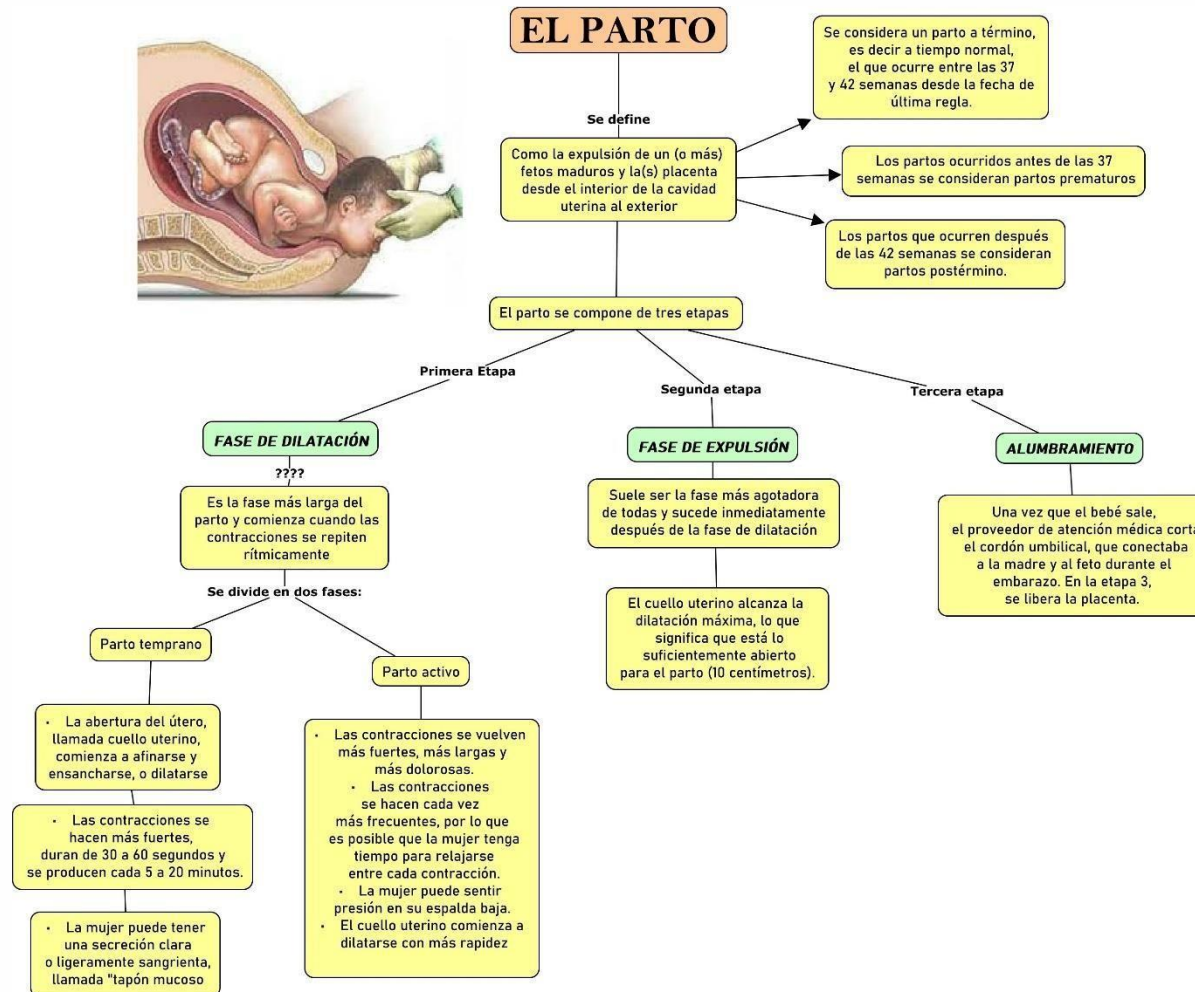 EL PARTO
Se define
Como la expulsión de un (o más)
fetos maduros y la(s) placenta
desde el interior de la cavidad
uterina al exterior
Se considera un parto a término,
es decir a tiempo normal,
el que ocurre entre las 37
y 42 semanas desde la fecha de
última regla.
Los partos ocurridos antes de las 37
semanas se consideran partos prematuros
Los partos que ocurren después
de las 42 semanas se consideran
partos postérmino.
El parto se compone de tres etapas
Primera Etapa
FASE DE DILATACIÓN
????
Es la fase más larga del
parto y comienza cuando las
contracciones se repiten
rítmicamente
Se divide en dos fases:
Parto temprano
• La abertura del útero,
llamada cuello uterino,
comienza a afinarse y
ensancharse, o dilatarse
• Las contracciones se
hacen más fuertes,
duran de 30 a 60 segundos y
se producen cada 5 a 20 minutos.
• La mujer puede tener
una secreción clara
o ligeramente sangrienta,
llamada "tapón mucoso
Parto activo
• Las contracciones se vuelven
más fuertes, más largas y
más dolorosas.
• Las contracciones
se hacen cada vez
más frecuentes, por lo que
es posible que la mujer tenga
tiempo para relajarse
entre cada contracción.
• La mujer puede sentir
presión en su espalda baja.
• El cuello uterino comienza a
dilatarse con más rapidez
Segunda etapa
FASE DE EXPULSIÓN
Suele ser la fase más agotadora
de todas y sucede inmediatamente
después de la fase de dilatación
El cuello uterino alcanza la
dilatación máxima, lo que
significa que está lo
suficientemente abierto
para el parto (10 centímetros).
Tercera etapa
ALUMBRAMIENTO
Una vez que el bebé sale,
el proveedor de atención médica corta
el cordón umbilical, que conectaba
a la madre y al feto durante el
embarazo. En la etapa 3,
se libera la placenta.